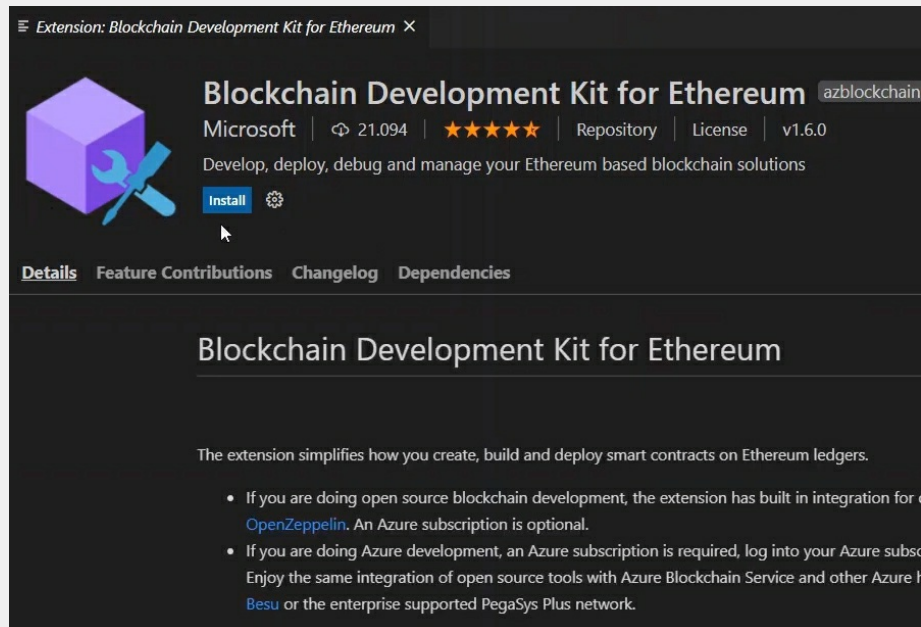 Extension: Blockchain Development Kit for Ethereum
Blockchain Development Kit for Ethereum azblockchain
Microsoft 21.094 Repository License v1.6.0
Develop, deploy, debug and manage your Ethereum based blockchain solutions
Install
Details Feature Contributions Changelog Dependencies
Blockchain Development Kit for Ethereum
The extension simplifies how you create, build and deploy smart contracts on Ethereum ledgers.
If you are doing open source blockchain development, the extension has built in integration for
OpenZeppelin. An Azure subscription is optional.
If you are doing Azure development, an Azure subscription is required, log into your Azure
Enjoy the same integration of open source tools with Azure Blockchain Service and other Azure
Besu or the enterprise supported PegaSys Plus network.